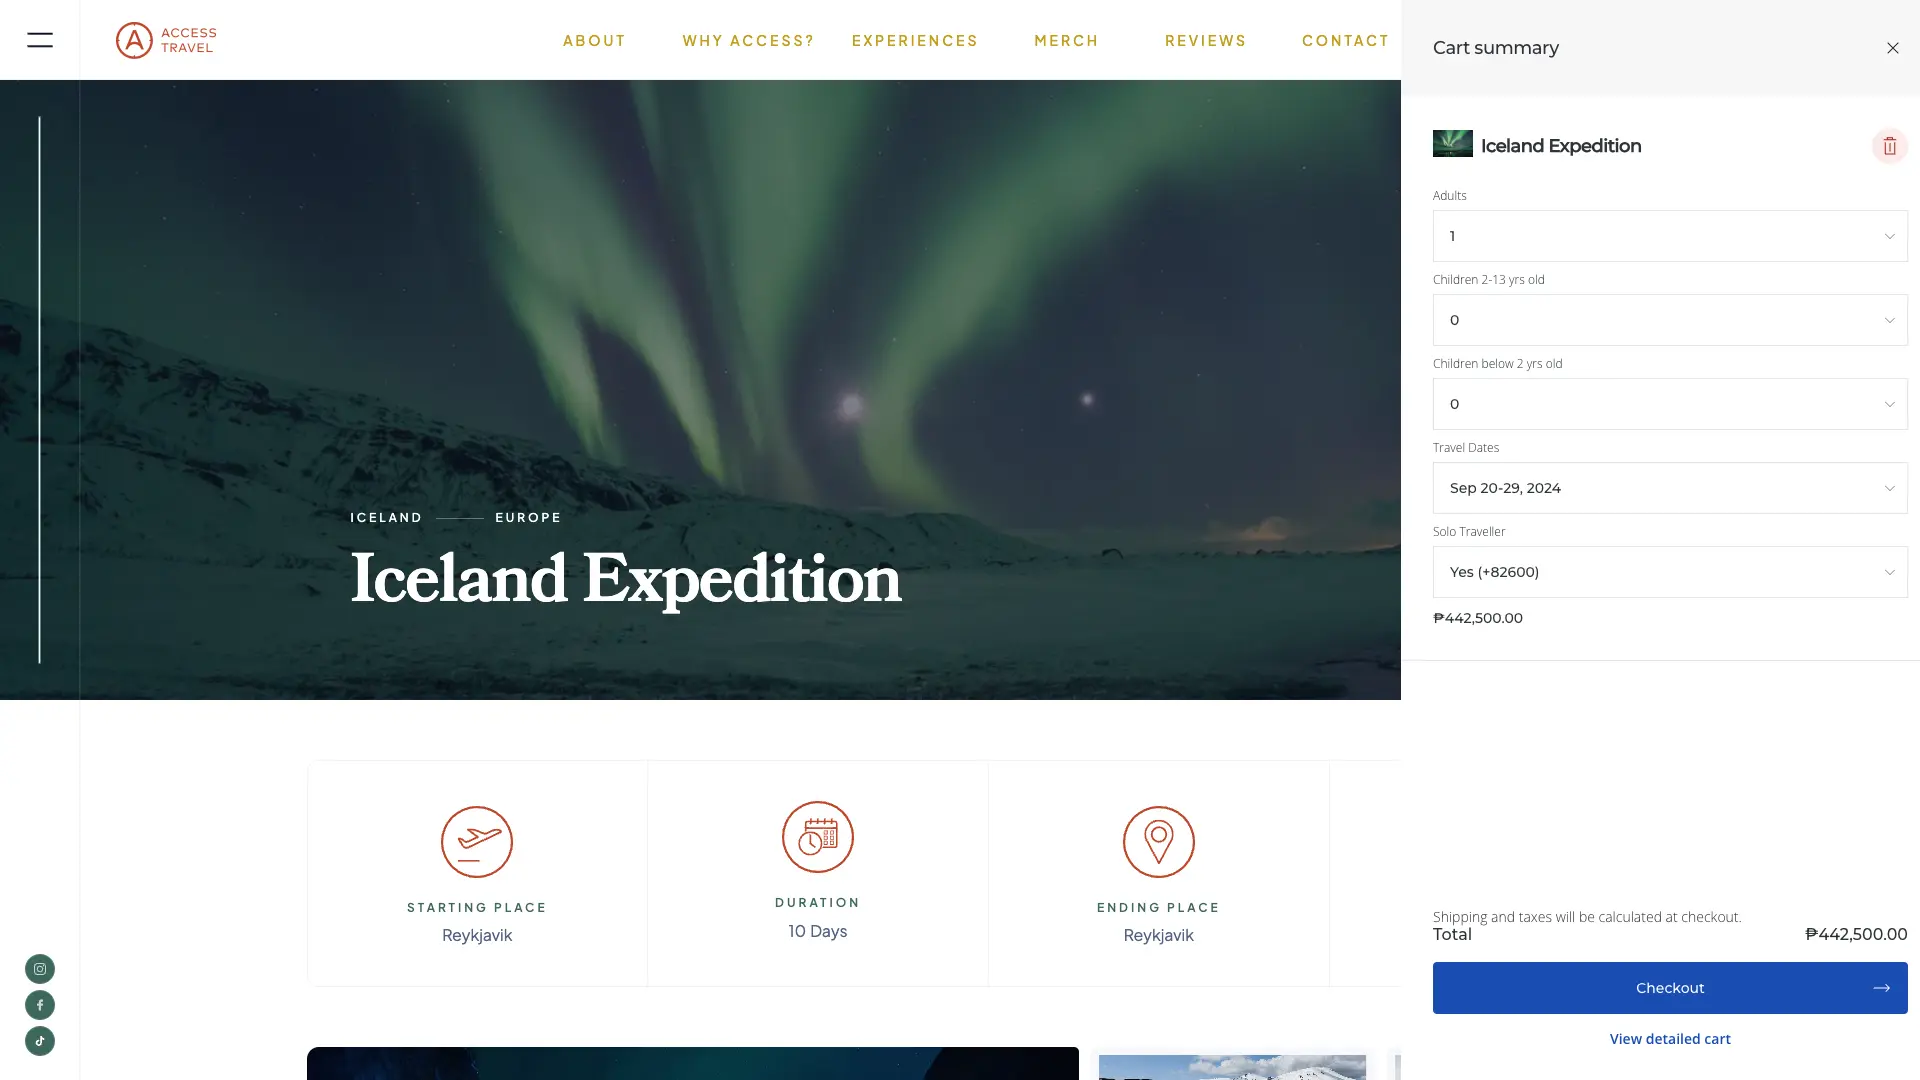 ACCESS
TRAVEL
ABOUT
WHY ACCESS?
EXPERIENCES
MERCH
REVIEWS
CONTACT
ICELAND
EUROPE
Iceland Expedition
STARTING PLACE
Reykjavik
DURATION
10 Days
ENDING PLACE
Reykjavik
Cart summary
Iceland Expedition
Adults
1
Children 2-13 yrs old
0
Children below 2 yrs old
0
Travel Dates
Sep 20-29, 2024
Solo Traveller
Yes (+82600)
₱442,500.00
Shipping and taxes will be calculated at checkout.
Total
₱442,500.00
Checkout
View detailed cart